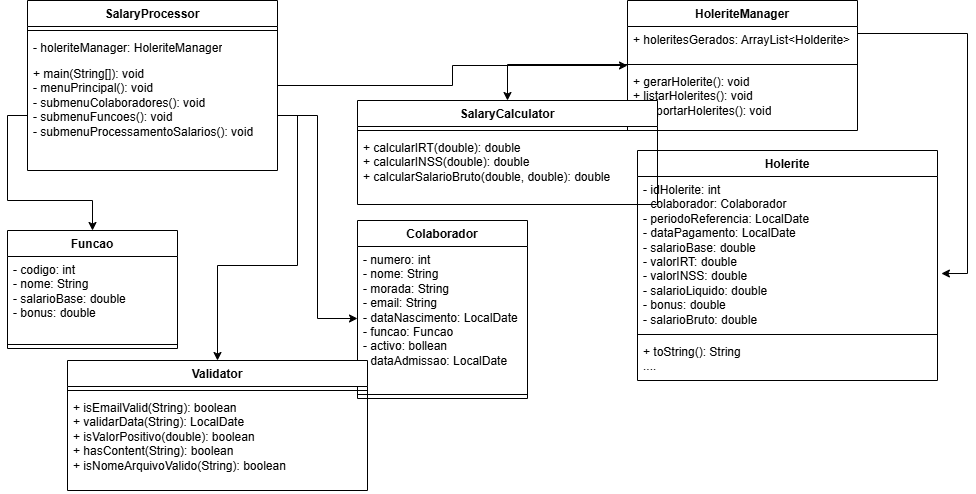 SalaryProcessor
- holeriteManager: HoleriteManager
+ main(String[]): void
- menuPrincipal(): void
- submenuColaboradores(): void
- submenuFuncoes(): void
- submenuProcessamentoSalarios(): void
HoleriteManager
+ holeritesGerados: ArrayList<Holderite>
+ gerarHolerite(): void
+ listarHolerites(): void
portarHolerites(): void
SalaryCalculator
+ calcularIRT(double): double
+ calcularINSS(double): double
+ calcularSalarioBruto(double, double): double
Holerite
- idHolerite: int
colaborador: Colaborador
- periodoReferencia: LocalDate
- dataPagamento: LocalDate
- salarioBase: double
- valorIRT: double
- valorINSS: double
- salarioLiquido: double
- bonus: double
- salarioBruto: double
+ toString(): String
....
Funcao
- codigo: int
- nome: String
- salarioBase: double
- bonus: double
Colaborador
- numero: int
- nome: String
- morada: String
- email: String
- dataNascimento: LocalDate
- funcao: Funcao
- activo: bollean
dataAdmissao: LocalDate
Validator
+ isEmailValid(String): boolean
+ validarData(String): LocalDate
+ isValorPositivo(double): boolean
+ hasContent(String): boolean
+ isNomeArquivoValido(String): boolean